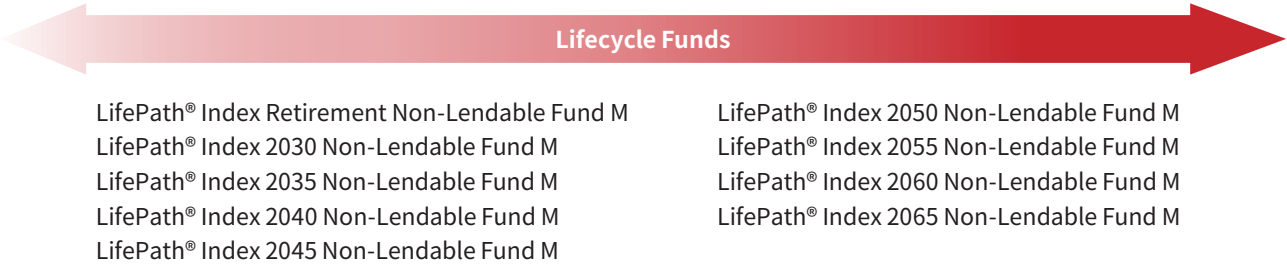 Lifecycle Funds
LifePath® Index Retirement Non-Lendable Fund M
LifePath® Index 2030 Non-Lendable Fund M
LifePath® Index 2035 Non-Lendable Fund M
LifePath® Index 2040 Non-Lendable Fund M
LifePath® Index 2045 Non-Lendable Fund M
LifePath® Index 2050 Non-Lendable Fund M
LifePath® Index 2055 Non-Lendable Fund M
LifePath® Index 2060 Non-Lendable Fund M
LifePath® Index 2065 Non-Lendable Fund M